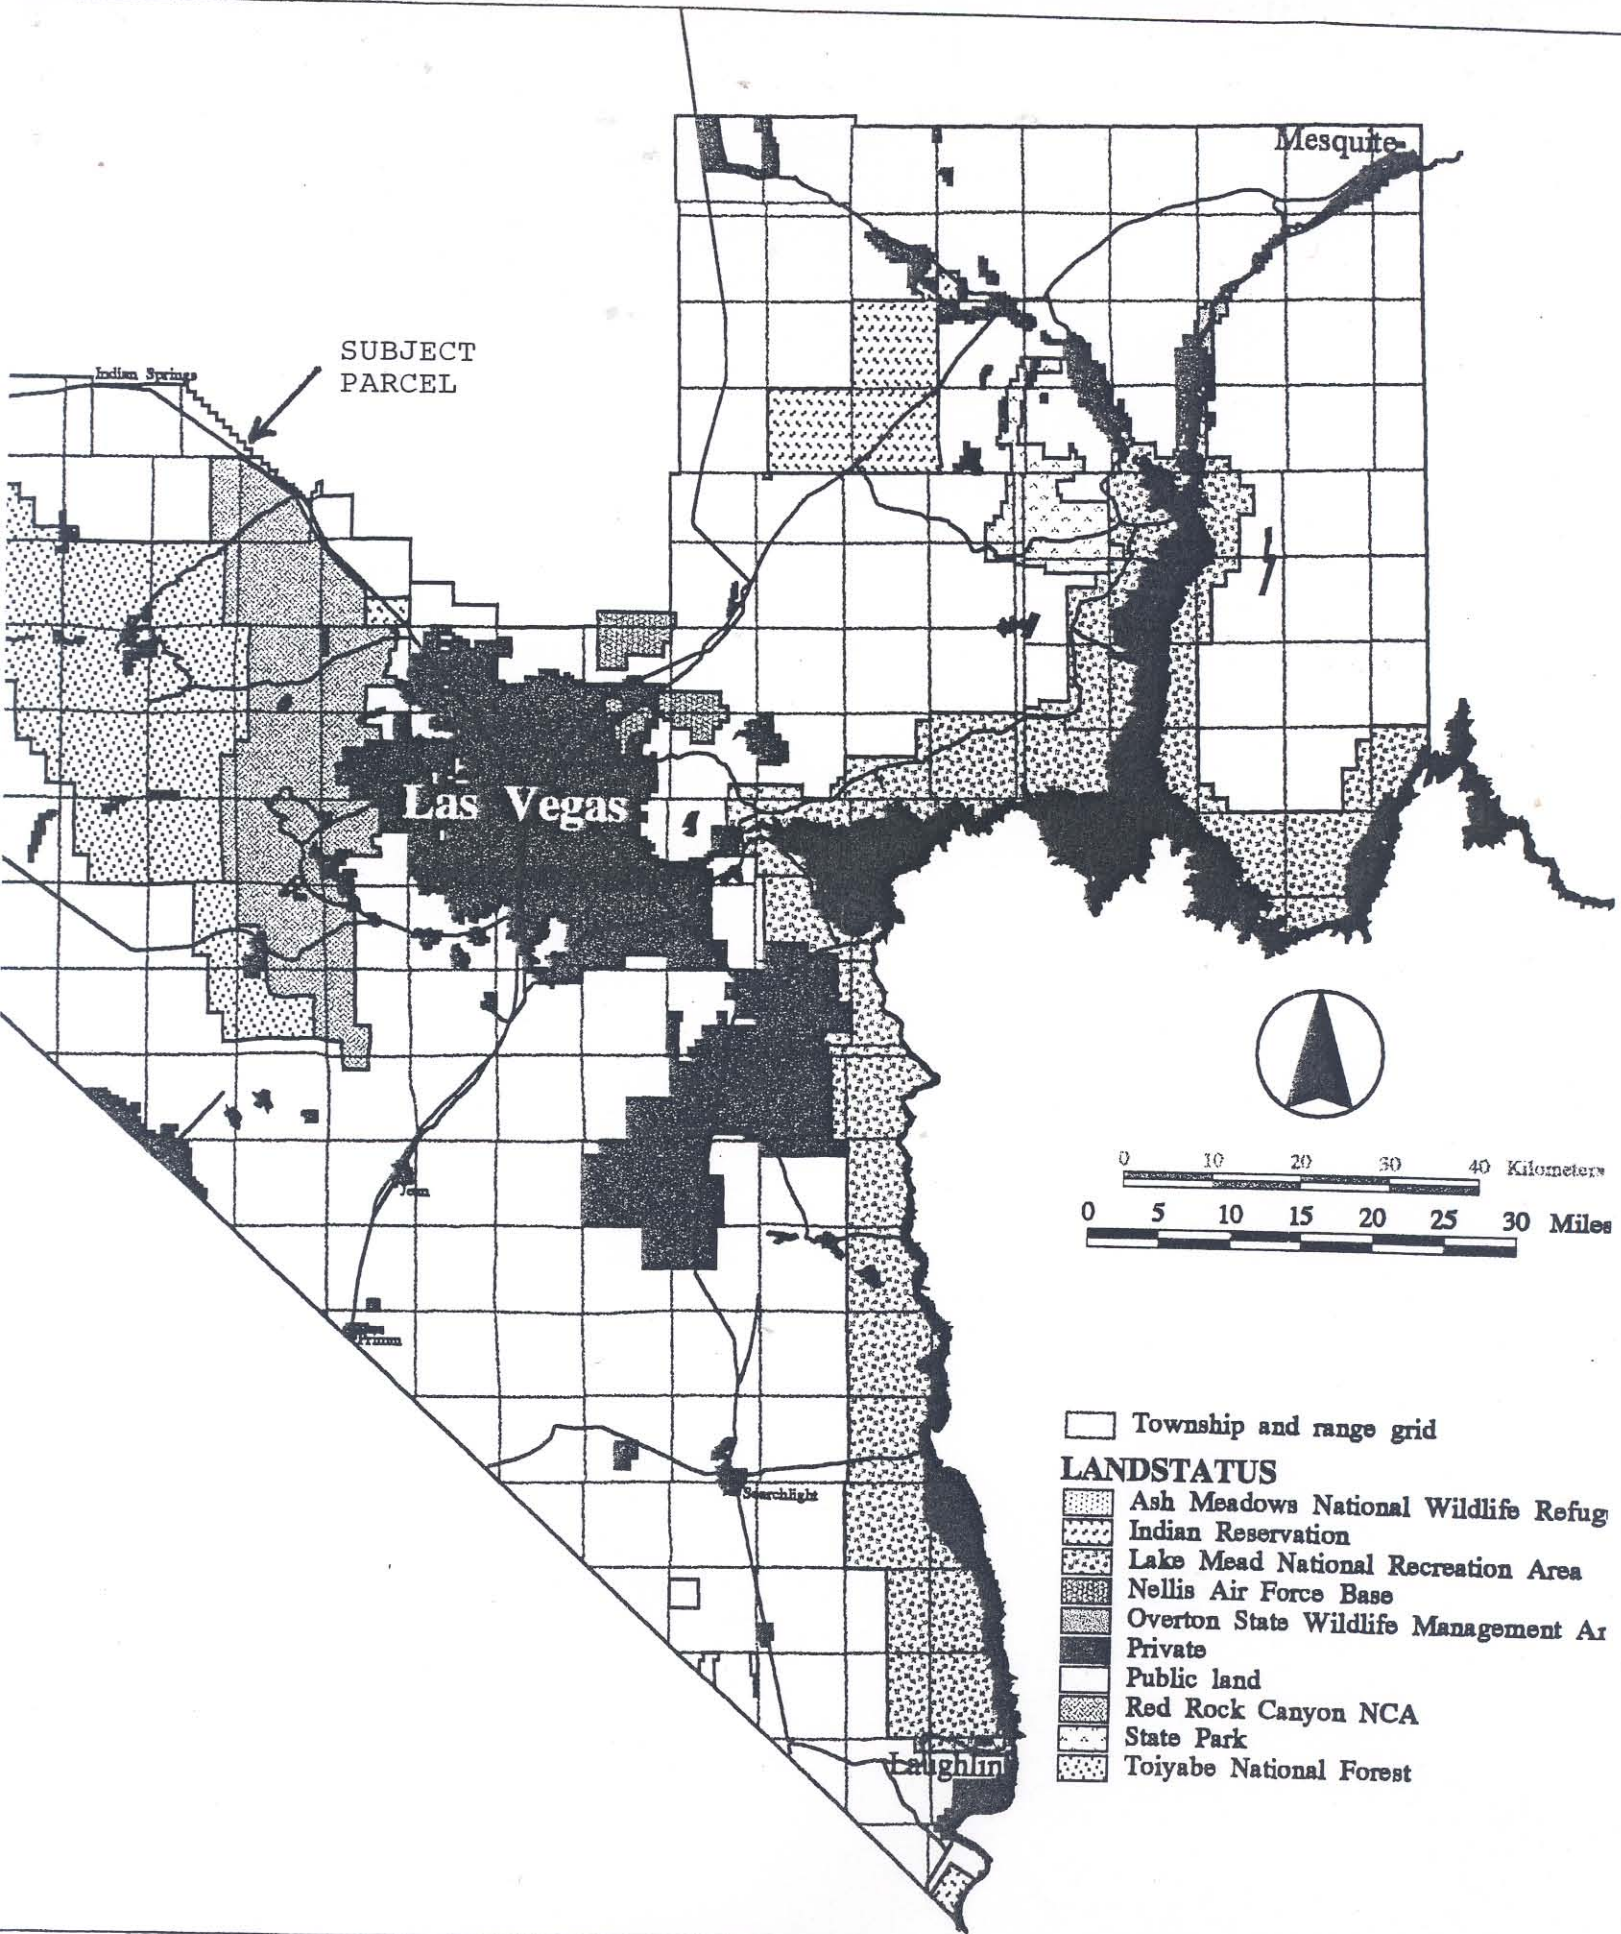 Mesquite
SUBJECT
PARCEL
Indian Springs
Las Vegas
0 10 20 30 40 Kilometers
0 5 10 15 20 25 30 Miles
Jean
Primm
Searchlight
Laughlin
Township and range grid
LANDSTATUS
Ash Meadows National Wildlife Refug
Indian Reservation
Lake Mead National Recreation Area
Nellis Air Force Base
Overton State Wildlife Management Ar
Private
Public land
Red Rock Canyon NCA
State Park
Toiyabe National Forest